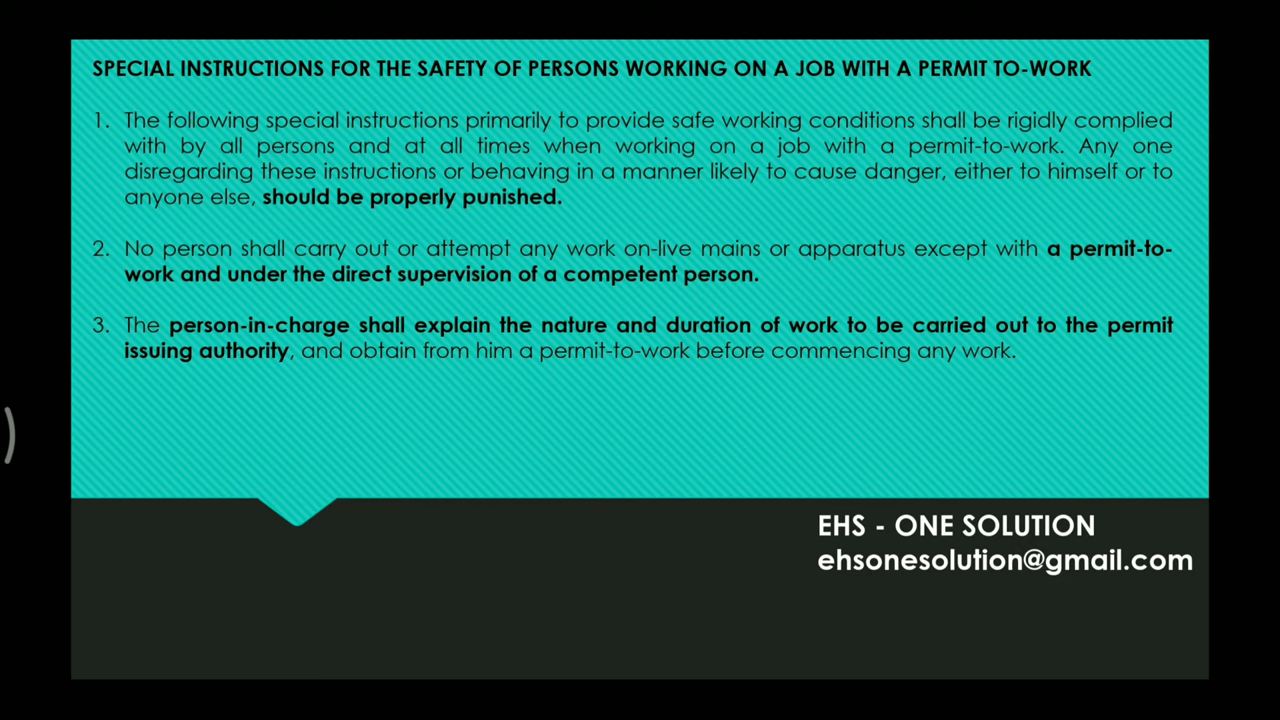 SPECIAL INSTRUCTIONS FOR THE SAFETY OF PERSONS WORKING ON A JOB WITH A PERMIT TO-WORK
1. The following special instructions primarily to provide safe working conditions shall be rigidly complied
with by all persons and at all times when working on a job with a permit-to-work. Any one
disregarding these instructions or behaving in a manner likely to cause danger, either to himself or to
anyone else, should be properly punished.
2. No person shall carry out or attempt any work on-live mains or apparatus except with a permit-to-
work and under the direct supervision of a competent person.
3. The person-in-charge shall explain the nature and duration of work to be carried out to the permit
issuing authority, and obtain from him a permit-to-work before commencing any work.
EHS - ONE SOLUTION
ehsonesolution@gmail.com